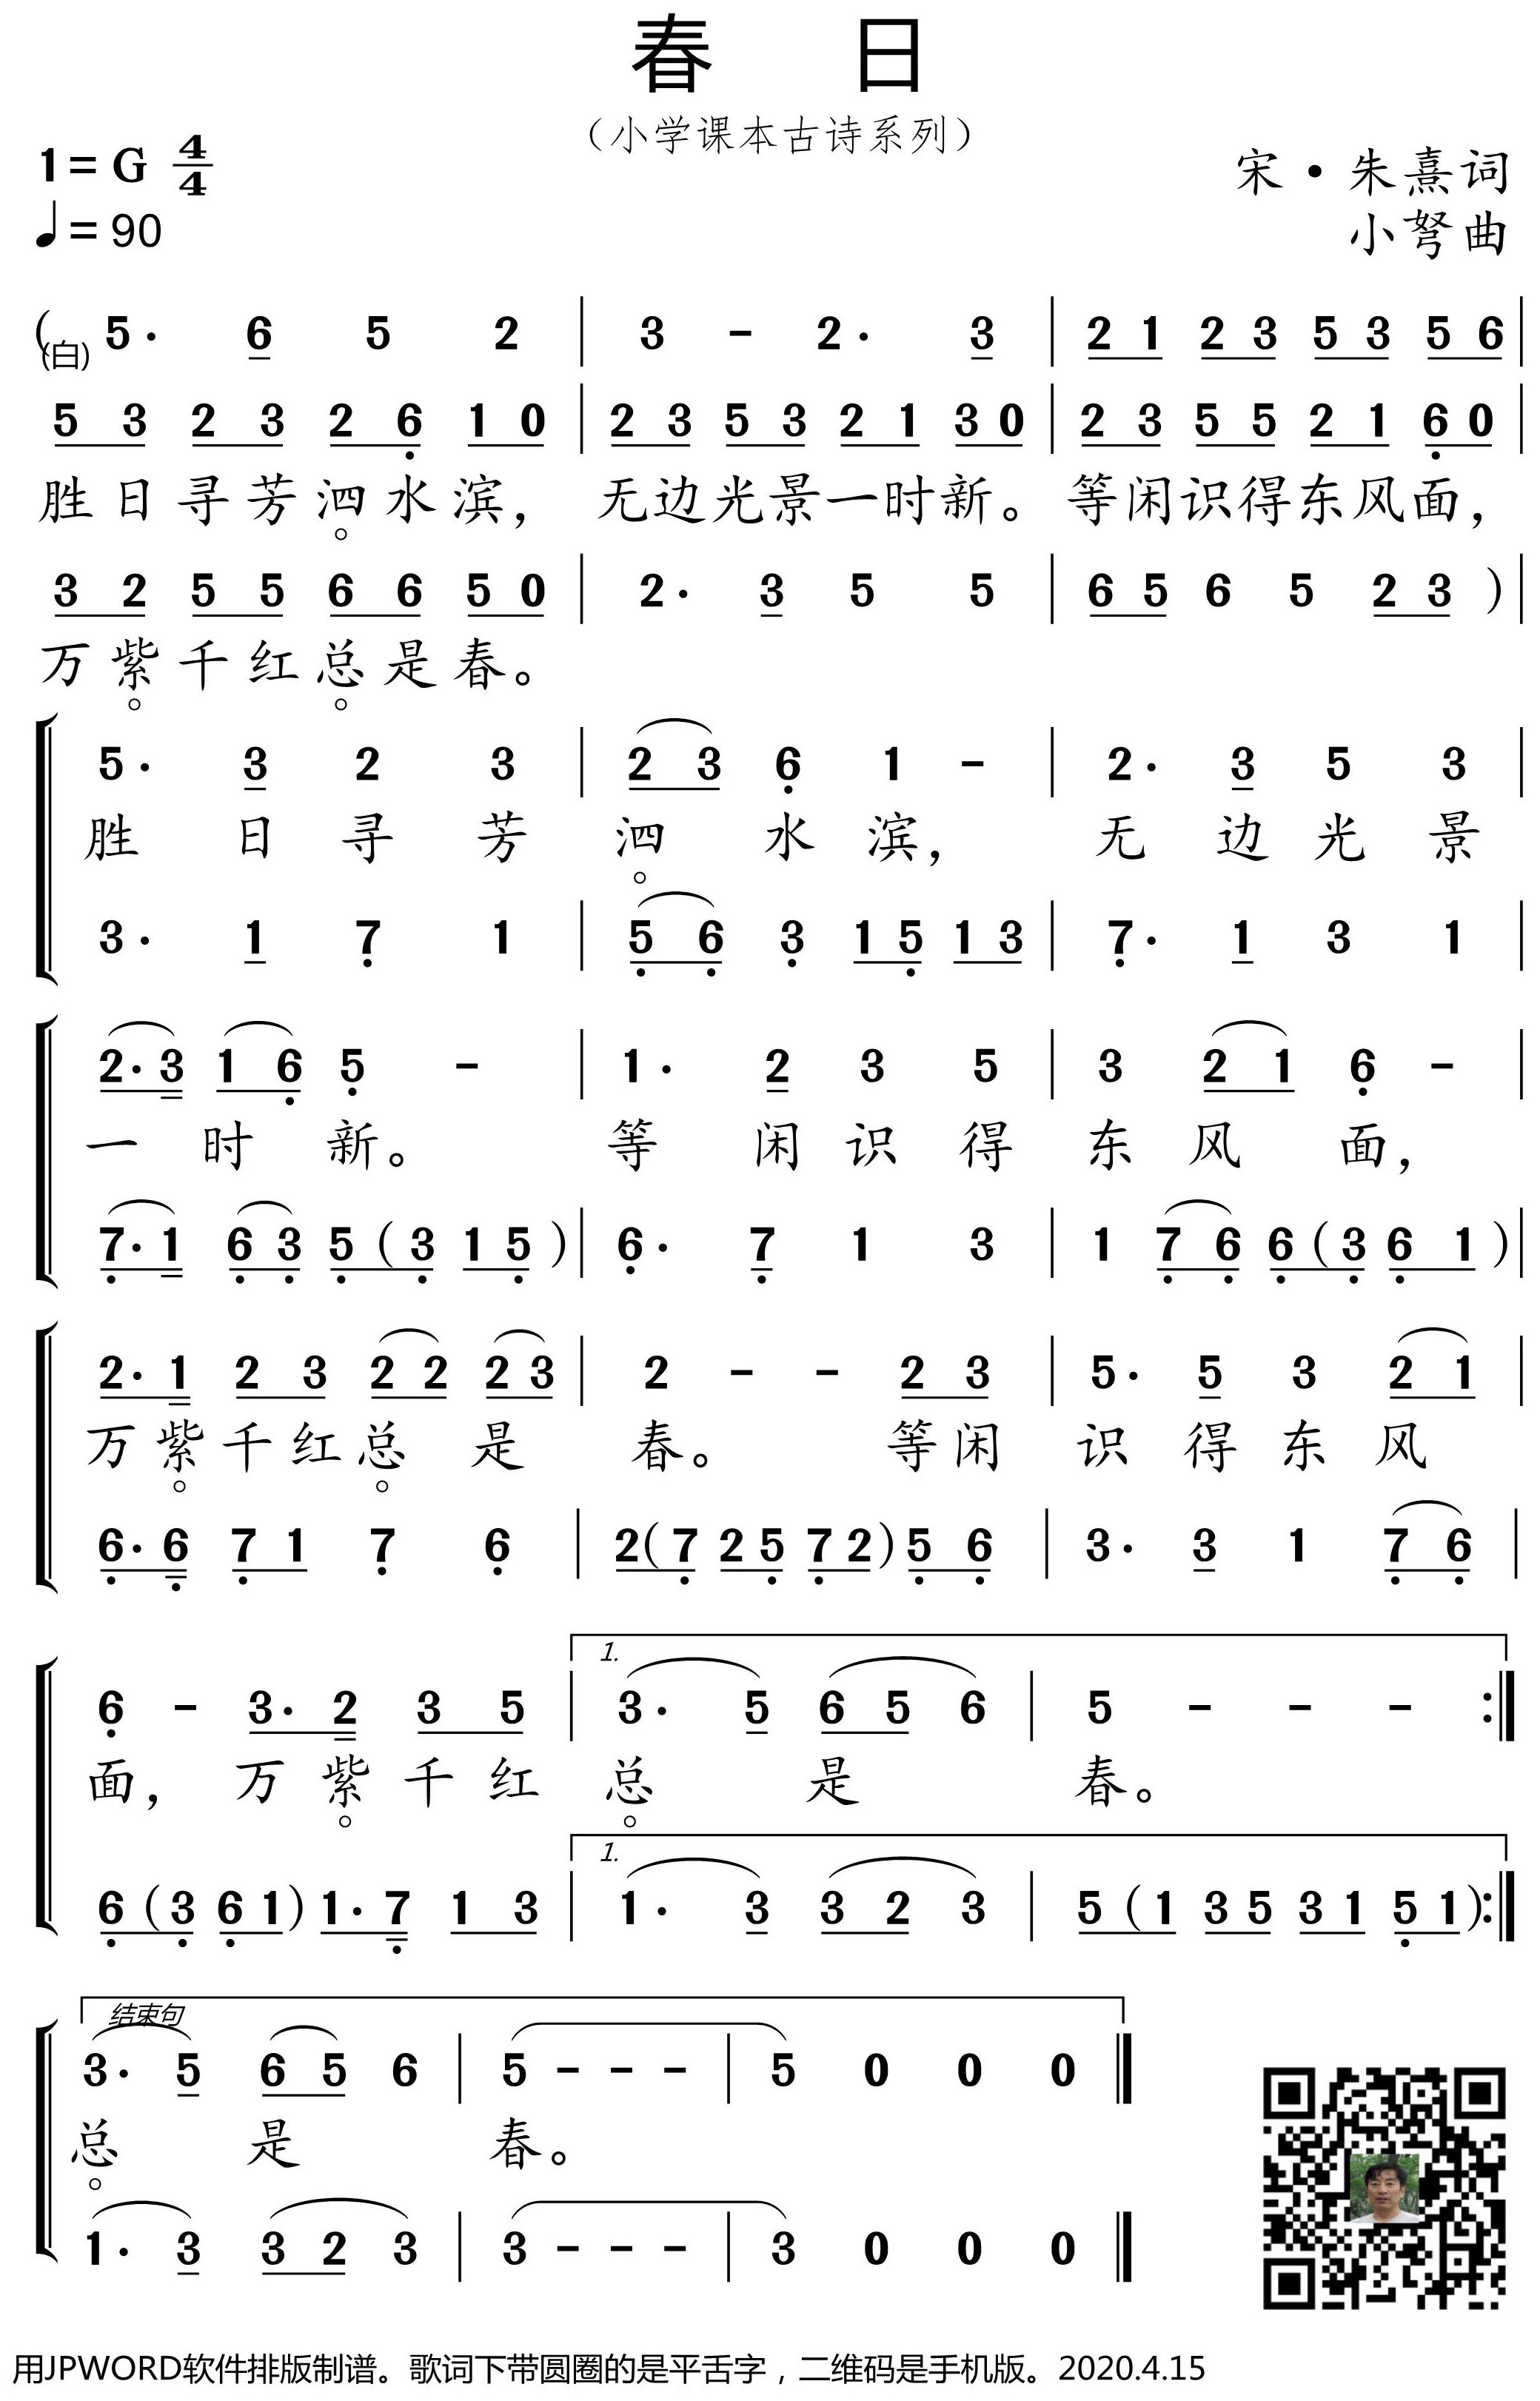 春 日
（小学课本古诗系列）
1= G 4/4
♩= 90
宋·朱熹词
小弩曲
( 5· 6 5 2 | 3 - 2· 3 | 2 1 2 3 5 3 5 6 |
(白)
5 3 2 3 2 6̣ 1 0 | 2 3 5 3 2 1 3 0 | 2 3 5 5 2 1 6̣ 0 |
胜日寻芳泗水滨，无边光景一时新。等闲识得东风面，
3 2 5 5 6 6 5 0 | 2· 3 5 5 | 6 5 6 5 2 3 ) |
万紫千红总是春。
5· 3 2 3 | 2 3 6̣ 1 - | 2· 3 5 3 |
胜日寻芳泗水滨，无边光景
3· 1 7̣ 1 | 5̣ 6̣ 3̣ 1 5̣ 1 3 | 7̣· 1 3 1 |
2· 3 1 6̣ 5̣ - | 1· 2 3 5 | 3 2 1 6̣ - |
一时新。等闲识得东风面，
7̣· 1 6̣ 3̣ 5̣ ( 3̣ 1 5̣ ) | 6̣· 7̣ 1 3 | 1 7̣ 6̣ 6̣ ( 3̣ 6̣ 1 ) |
2· 1 2 3 2 2 2 3 | 2 - - 2 3 | 5· 5 3 2 1 |
万紫千红总是春。等闲识得东风
6̣· 6̣ 7̣ 1 7̣ 6̣ | 2 ( 7̣ 2 5̣ 7̣ 2 ) 5̣ 6̣ | 3· 3 1 7̣ 6̣ |
1.
6̣ - 3· 2 3 5 | 3· 5 6 5 6 | 5 - - - :‖
面，万紫千红总是春。
1.
6̣ ( 3̣ 6̣ 1 ) 1· 7̣ 1 3 | 1· 3 3 2 3 | 5 ( 1 3 5 3 1 5̣ 1 ) :‖
结束句
3· 5 6 5 6 | 5 - - - | 5 0 0 0 ‖
总是春。
1· 3 3 2 3 | 3 - - - | 3 0 0 0 ‖
用JPWORD软件排版制谱。歌词下带圆圈的是平舌字，二维码是手机版。2020.4.15